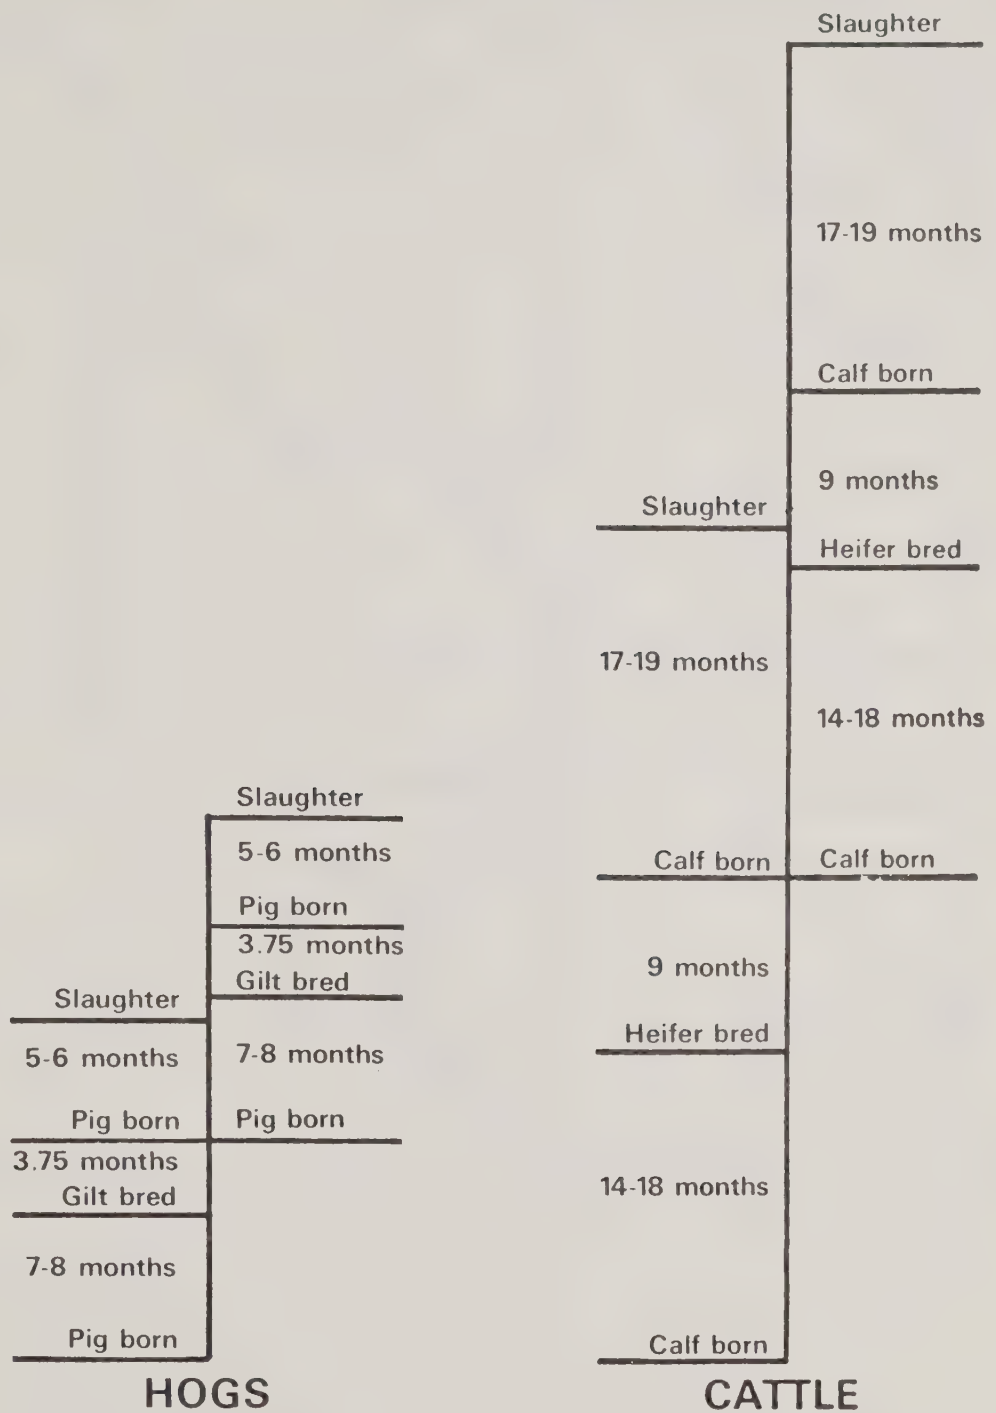 Slaughter
5-6 months
Pig born
3.75 months
Gilt bred
7-8 months
Pig born
Slaughter
5-6 months
Pig born
3.75 months
Gilt bred
7-8 months
Pig born
HOGS
Slaughter
17-19 months
Calf born
9 months
Heifer bred
14-18 months
Calf born
Slaughter
17-19 months
Calf born
9 months
Heifer bred
14-18 months
Calf born
CATTLE